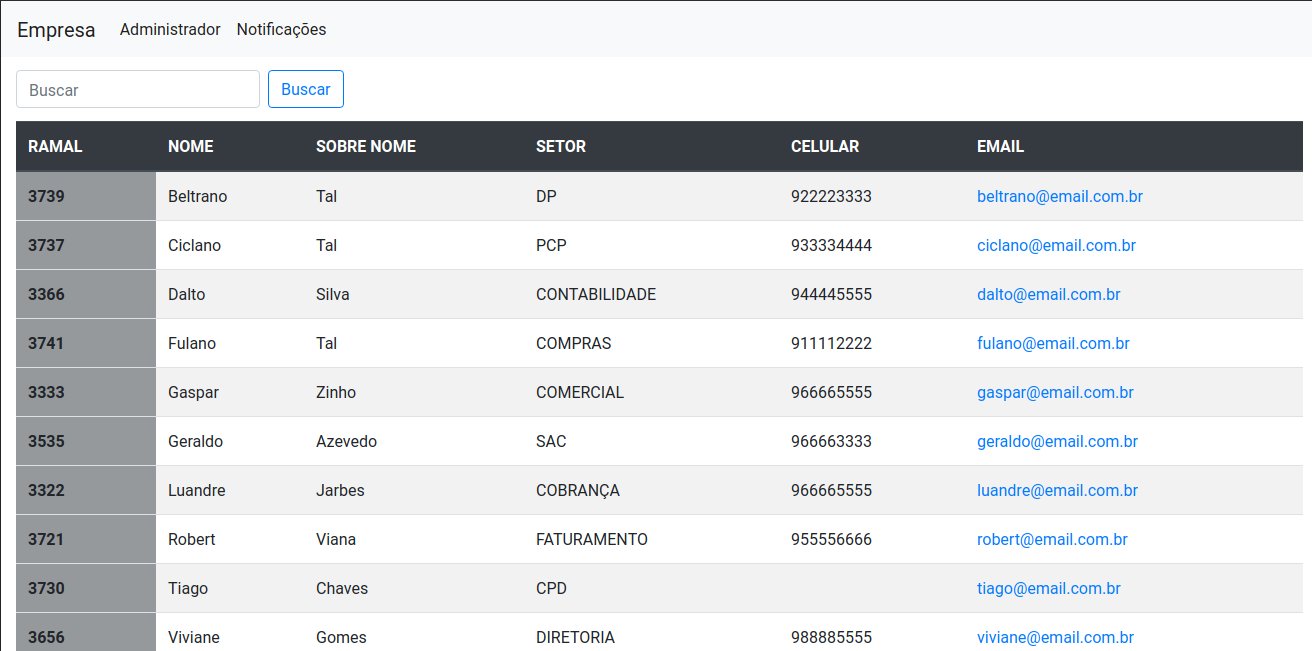 Empresa Administrador Notificações
Buscar Buscar
RAMAL NOME SOBRE NOME SETOR CELULAR EMAIL
3739 Beltrano Tal DP 922223333 beltrano@email.com.br
3737 Ciclano Tal PCP 933334444 ciclano@email.com.br
3366 Dalto Silva CONTABILIDADE 944445555 dalto@email.com.br
3741 Fulano Tal COMPRAS 911112222 fulano@email.com.br
3333 Gaspar Zinho COMERCIAL 966665555 gaspar@email.com.br
3535 Geraldo Azevedo SAC 966663333 geraldo@email.com.br
3322 Luandre Jarbes COBRANÇA 966665555 luandre@email.com.br
3721 Robert Viana FATURAMENTO 955556666 robert@email.com.br
3730 Tiago Chaves CPD tiago@email.com.br
3656 Viviane Gomes DIRETORIA 988885555 viviane@email.com.br